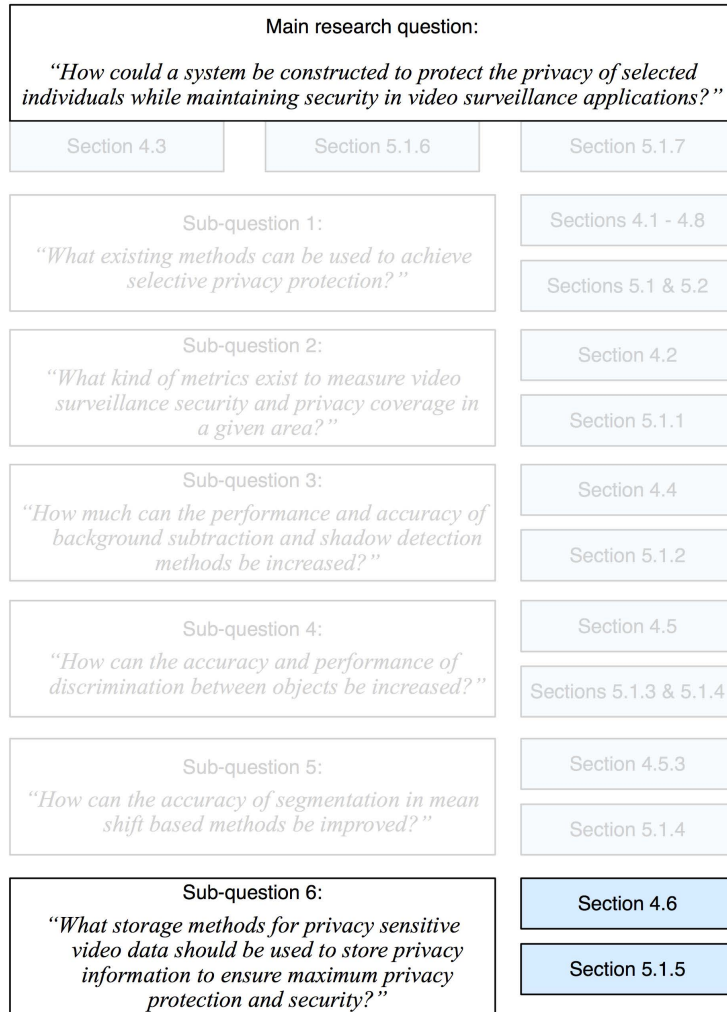 Main research question:
“How could a system be constructed to protect the privacy of selected
individuals while maintaining security in video surveillance applications?”
Section 4.3
Section 5.1.6
Section 5.1.7
Sub-question 1:
“What existing methods can be used to achieve
selective privacy protection?”
Sections 4.1 - 4.8
Sections 5.1 & 5.2
Sub-question 2:
“What kind of metrics exist to measure video
surveillance security and privacy coverage in
a given area?”
Section 4.2
Section 5.1.1
Sub-question 3:
“How much can the performance and accuracy of
background subtraction and shadow detection
methods be increased?”
Section 4.4
Section 5.1.2
Sub-question 4:
“How can the accuracy and performance of
discrimination between objects be increased?”
Section 4.5
Sections 5.1.3 & 5.1.4
Sub-question 5:
“How can the accuracy of segmentation in mean
shift based methods be improved?”
Section 4.5.3
Section 5.1.4
Sub-question 6:
“What storage methods for privacy sensitive
video data should be used to store privacy
information to ensure maximum privacy
protection and security?”
Section 4.6
Section 5.1.5